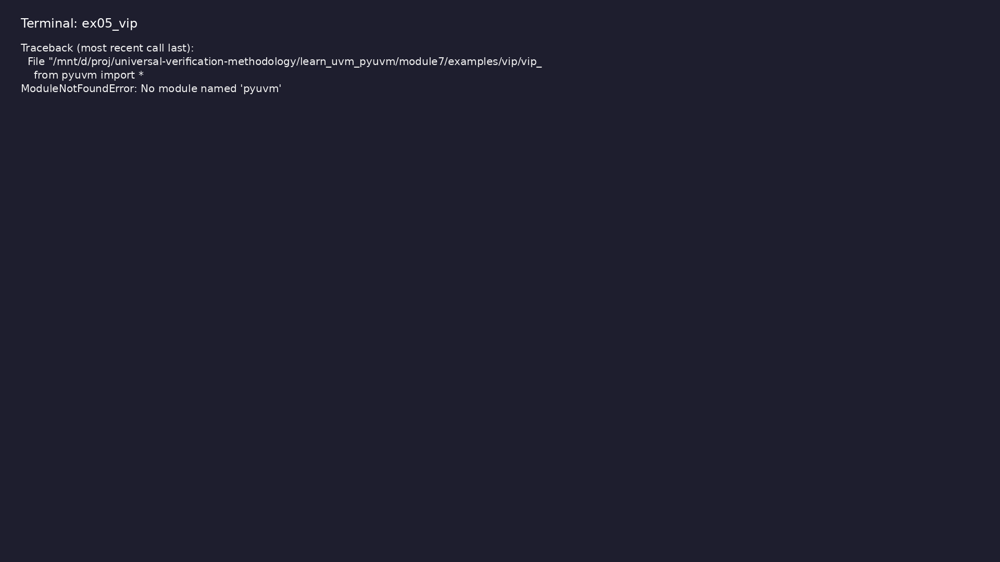 Terminal: ex05_vip
Traceback (most recent call last):
  File "/mnt/d/proj/universal-verification-methodology/learn_uvm_pyuvm/module7/examples/vip/vip_
    from pyuvm import *
ModuleNotFoundError: No module named 'pyuvm'